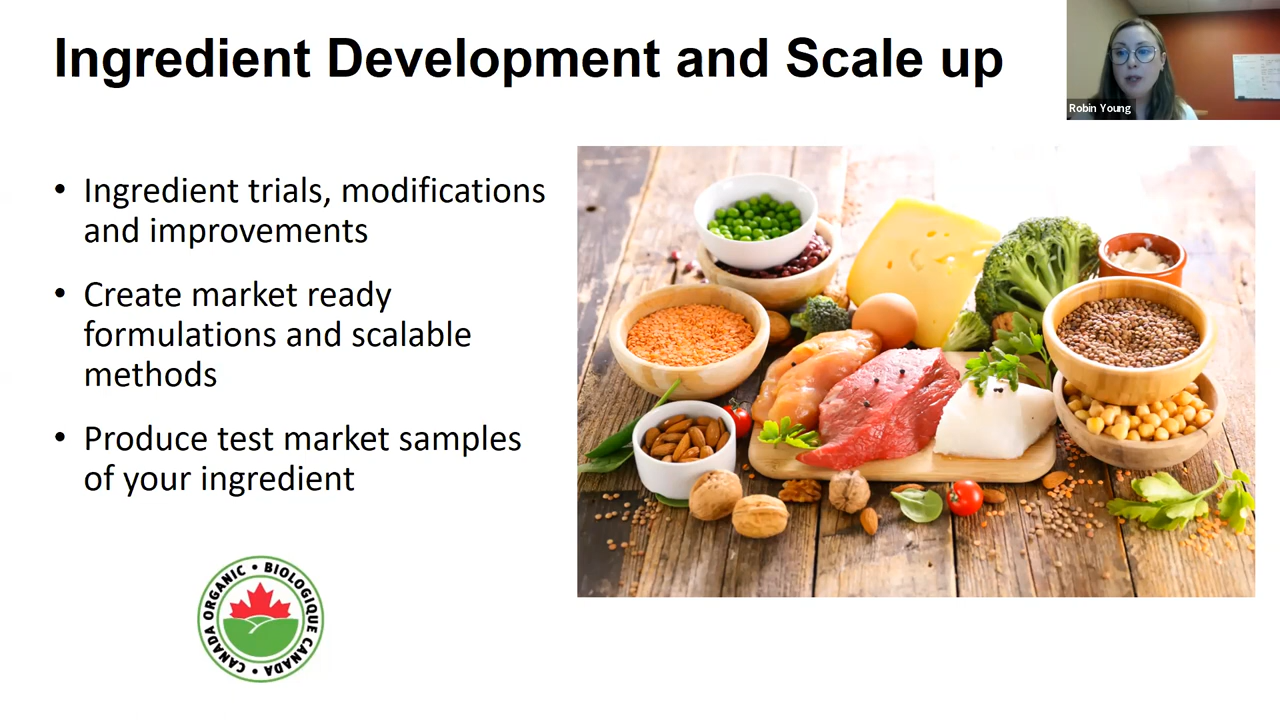 Ingredient Development and Scale up
Robin Young
• Ingredient trials, modifications
and improvements
• Create market ready
formulations and scalable
methods
• Produce test market samples
of your ingredient
CANADA ORGANIC • BIOLOGIQUE CANADA •